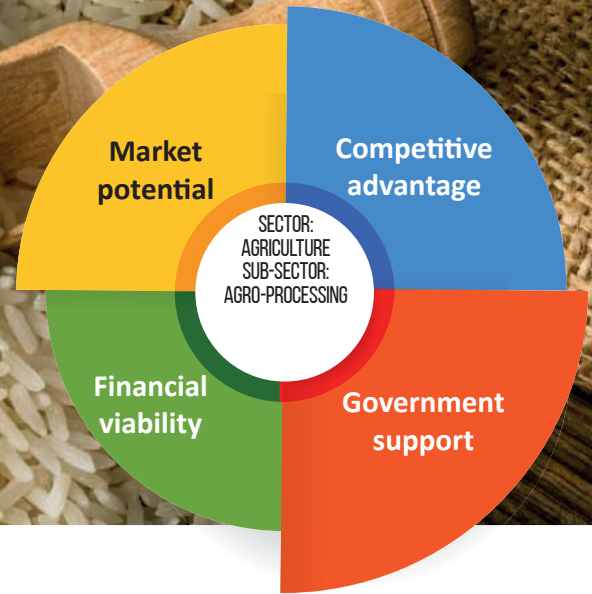 Market
potential
Competitive
advantage
SECTOR:
AGRICULTURE
SUB-SECTOR:
AGRO-PROCESSING
Financial
viability
Government
support